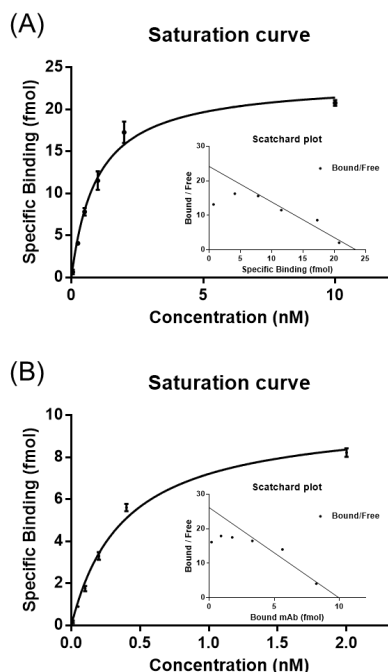 (A)
Saturation curve
Specific Binding (fmol)
25
20
15
10
5
0
0
5
10
Concentration (nM)
Scatchard plot
Bound/Free
Bound / Free
30
20
10
0
0
5
10
15
20
25
Specific Binding (fmol)
(B)
Saturation curve
Specific Binding (fmol)
10
8
6
4
2
0
0.0
0.5
1.0
1.5
2.0
Concentration (nM)
Scatchard plot
Bound/Free
Bound / Free
30
20
10
0
0
5
10
15
Bound mAb (fmol)